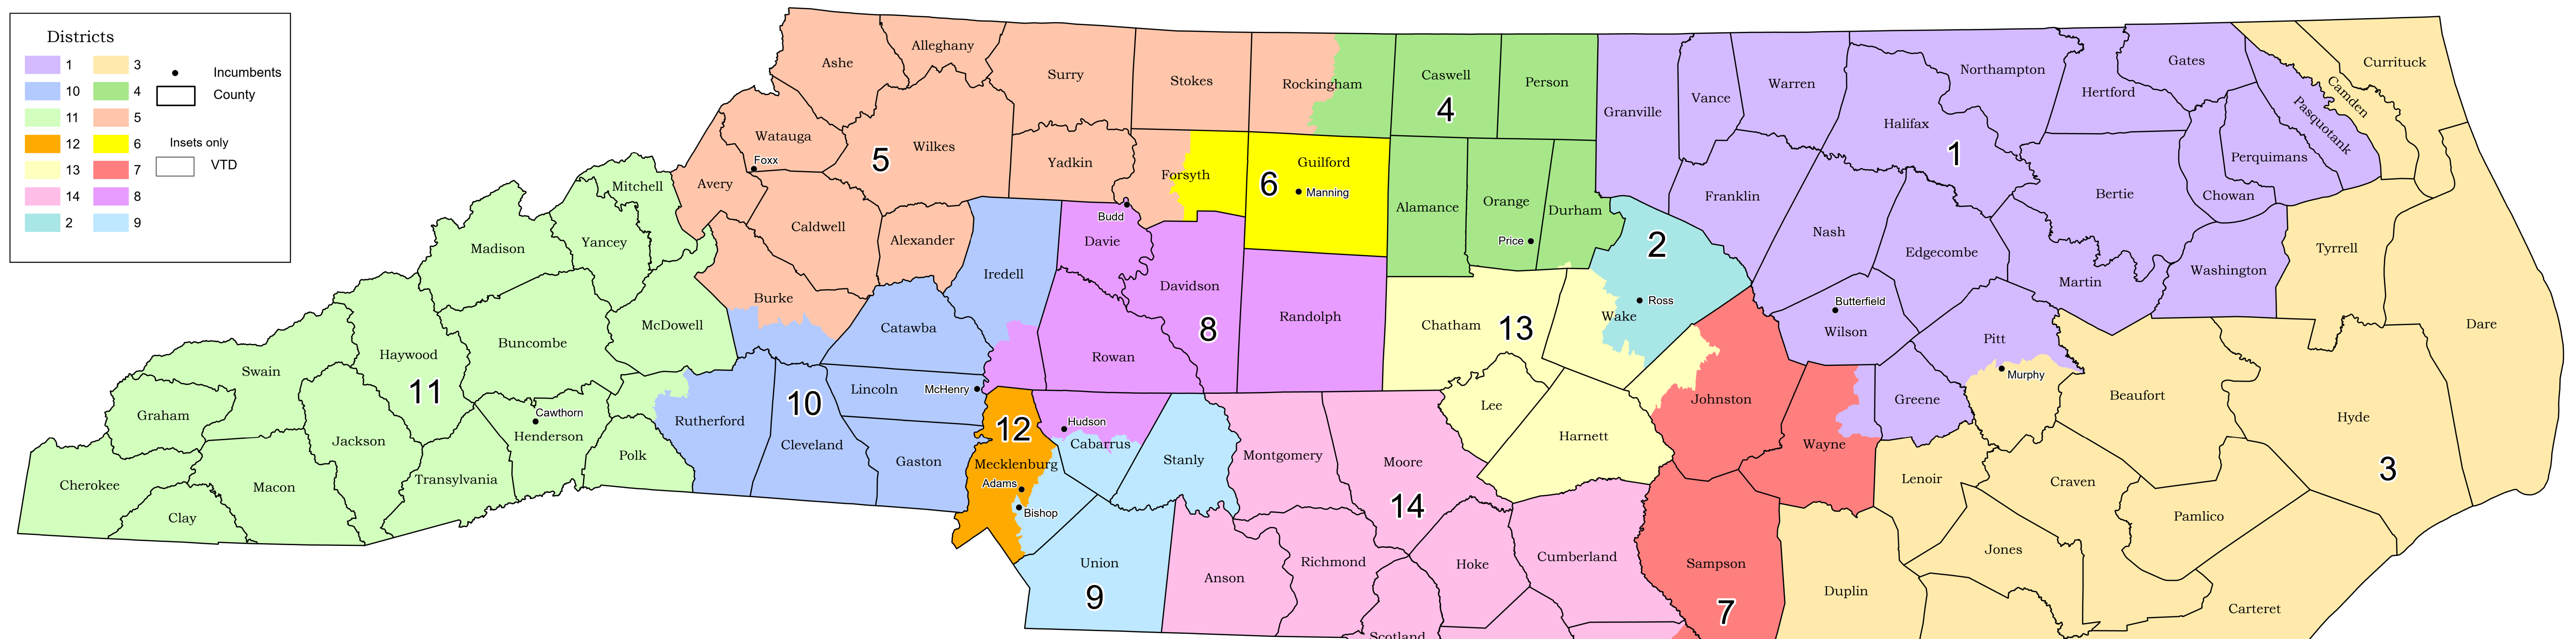 Districts
1 3
10 4
11 5
12 6
13 7
14 8
2 9
Incumbents
County
Insets only
VTD
Ashe
Alleghany
Surry
Stokes
Rockingham
Caswell
Person
Granville
Vance
Warren
Northampton
Hertford
Gates
Camden
Currituck
Pasquotank
Perquimans
Chowan
Halifax
Bertie
Watauga
Foxx
Wilkes
Yadkin
Forsyth
Guilford
Manning
Alamance
Orange
Durham
Price
Franklin
Nash
Edgecombe
Martin
Washington
Tyrrell
Dare
Mitchell
Avery
Caldwell
Alexander
Iredell
Budd
Davie
Davidson
Randolph
Chatham
Wake
Ross
Butterfield
Wilson
Pitt
Murphy
Greene
Beaufort
Hyde
Madison
Yancey
Burke
McDowell
Buncombe
Haywood
Swain
Graham
Cherokee
Clay
Macon
Jackson
Transylvania
Cawthorn
Henderson
Polk
Rutherford
Cleveland
Catawba
Lincoln
McHenry
Gaston
Rowan
Hudson
Cabarrus
Mecklenburg
Adams
Bishop
Stanly
Union
Montgomery
Anson
Richmond
Moore
Lee
Harnett
Johnston
Wayne
Hoke
Cumberland
Scotland
Sampson
Duplin
Lenoir
Jones
Craven
Pamlico
Carteret
1
2
3
4
5
6
7
8
9
10
11
12
13
14